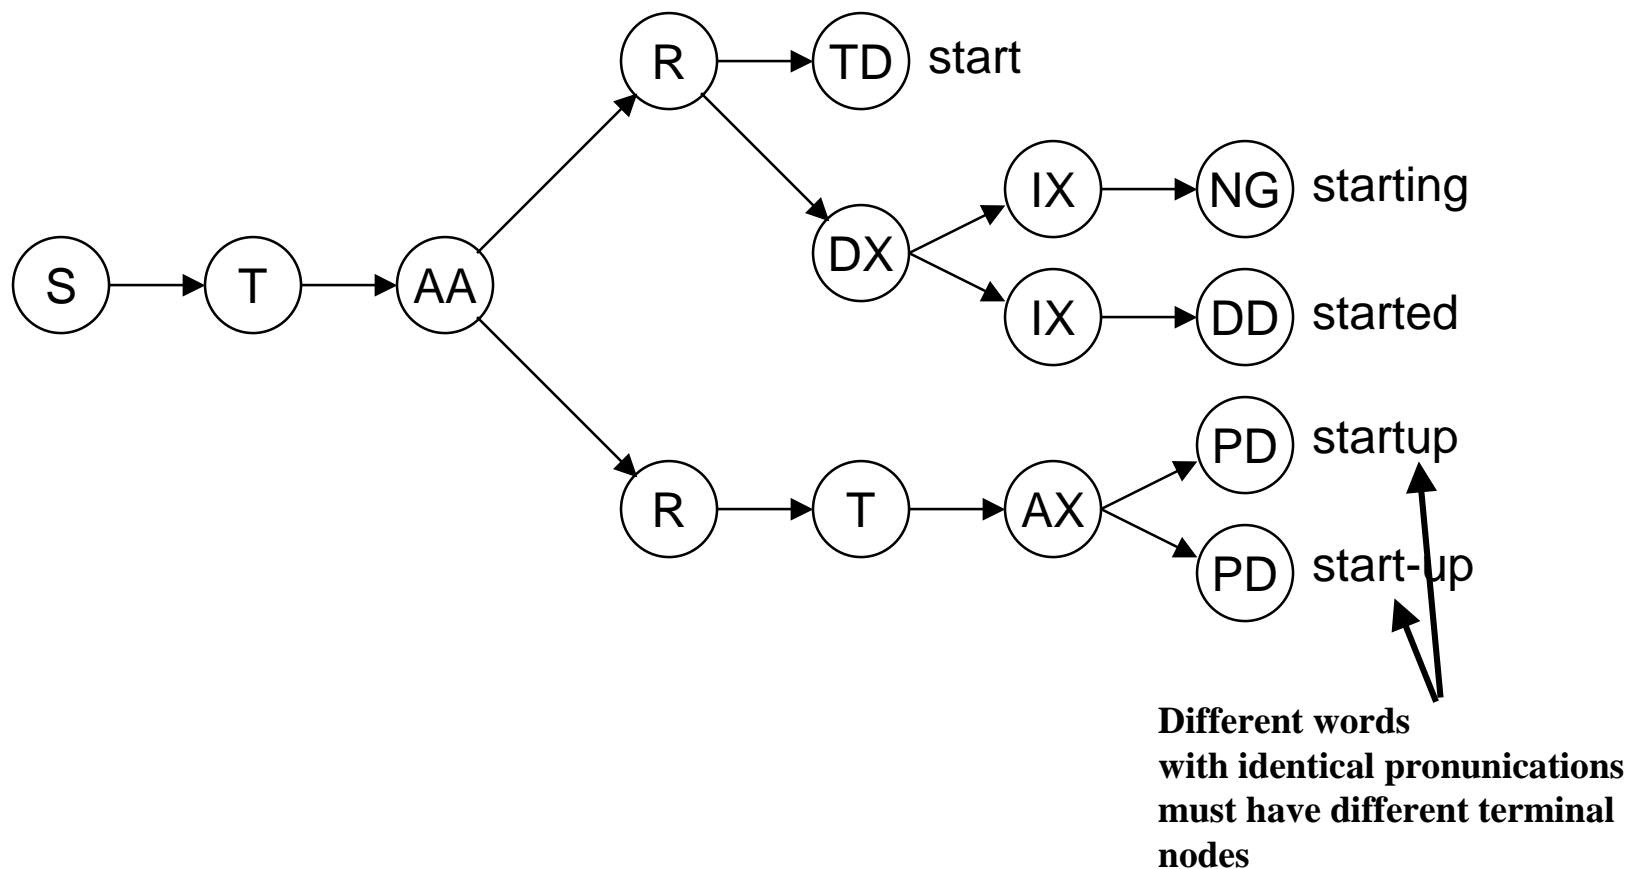 R TD start
IX NG starting
DX
S T AA
IX DD started
PD startup
R T AX
PD start-up
Different words
with identical pronunications
must have different terminal
nodes